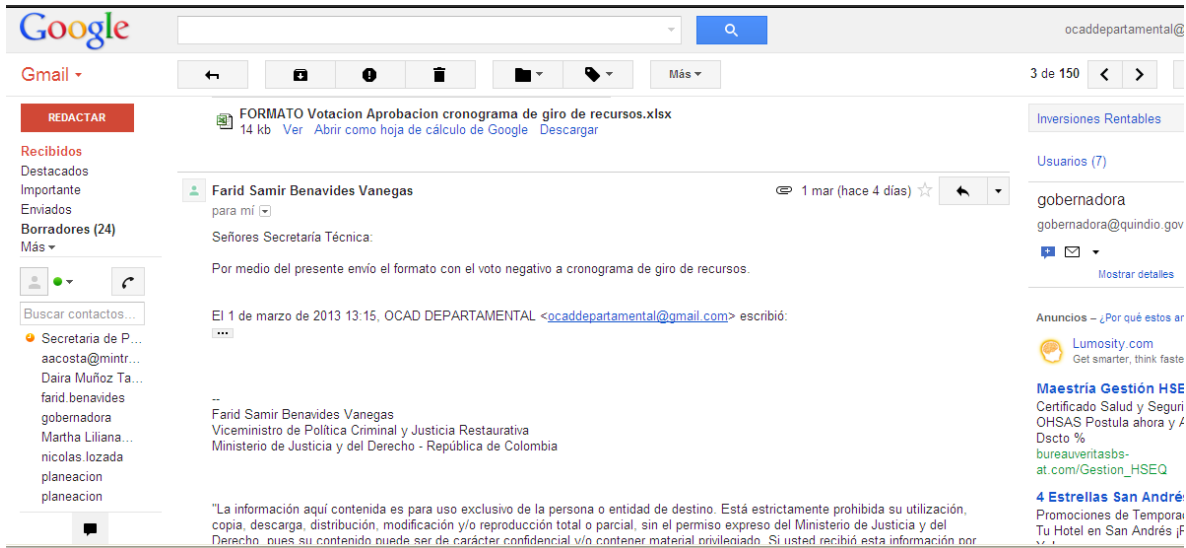 Google
ocaddepartamental@
Gmail
Más
3 de 150
REDACTAR
Recibidos
Destacados
Importante
Enviados
Borradores (24)
Más
Buscar contactos...
Secretaria de P...
aacosta@mintr...
Daira Muñoz Ta...
farid.benavides
gobernadora
Martha Liliana...
nicolas.lozada
planeacion
planeacion
FORMATO Votacion Aprobacion cronograma de giro de recursos.xlsx
14 kb Ver Abrir como hoja de cálculo de Google Descargar
Farid Samir Benavides Vanegas
1 mar (hace 4 días)
para mí
Señores Secretaría Técnica:
Por medio del presente envío el formato con el voto negativo a cronograma de giro de recursos.
El 1 de marzo de 2013 13:15, OCAD DEPARTAMENTAL <ocaddepartamental@gmail.com> escribió:
...
--
Farid Samir Benavides Vanegas
Viceministro de Política Criminal y Justicia Restaurativa
Ministerio de Justicia y del Derecho - República de Colombia
"La información aquí contenida es para uso exclusivo de la persona o entidad de destino. Está estrictamente prohibida su utilización,
copia, descarga, distribución, modificación y/o reproducción total o parcial, sin el permiso expreso del Ministerio de Justicia y del
Derecho, pues su contenido puede ser de carácter confidencial y/o contener material privilegiado. Si usted recibió esta información por
Inversiones Rentables
Usuarios (7)
gobernadora
gobernadora@quindio.gov
Mostrar detalles
Anuncios – ¿Por qué estos an
Lumosity.com
Get smarter, think faste
Maestría Gestión HSE
Certificado Salud y Seguri
OHSAS Postula ahora y A
Dscto %
bureauveritasbs-
at.com/Gestion_HSEQ
4 Estrellas San Andrés
Promociones de Temporad
Tu Hotel en San Andrés ¡R